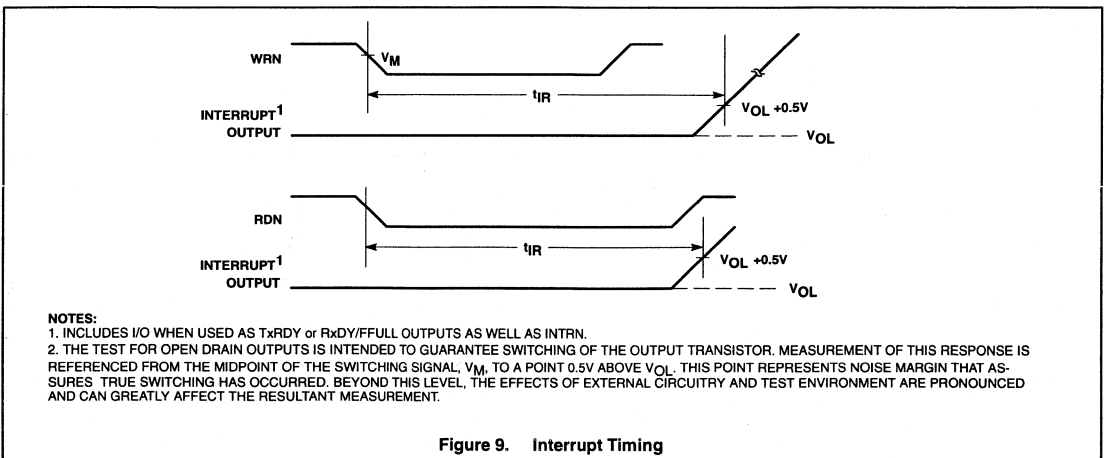 WRN
VM
tIR
INTERRUPT1
OUTPUT
VOL +0.5V
VOL
RDN
tIR
INTERRUPT1
OUTPUT
VOL +0.5V
VOL
NOTES:
1. INCLUDES I/O WHEN USED AS TxRDY or RxDY/FFULL OUTPUTS AS WELL AS INTRN.
2. THE TEST FOR OPEN DRAIN OUTPUTS IS INTENDED TO GUARANTEE SWITCHING OF THE OUTPUT TRANSISTOR. MEASUREMENT OF THIS RESPONSE IS
REFERENCED FROM THE MIDPOINT OF THE SWITCHING SIGNAL, VM, TO A POINT 0.5V ABOVE VOL. THIS POINT REPRESENTS NOISE MARGIN THAT AS-
SURES TRUE SWITCHING HAS OCCURRED. BEYOND THIS LEVEL, THE EFFECTS OF EXTERNAL CIRCUITRY AND TEST ENVIRONMENT ARE PRONOUNCED
AND CAN GREATLY AFFECT THE RESULTANT MEASUREMENT.
Figure 9. Interrupt Timing